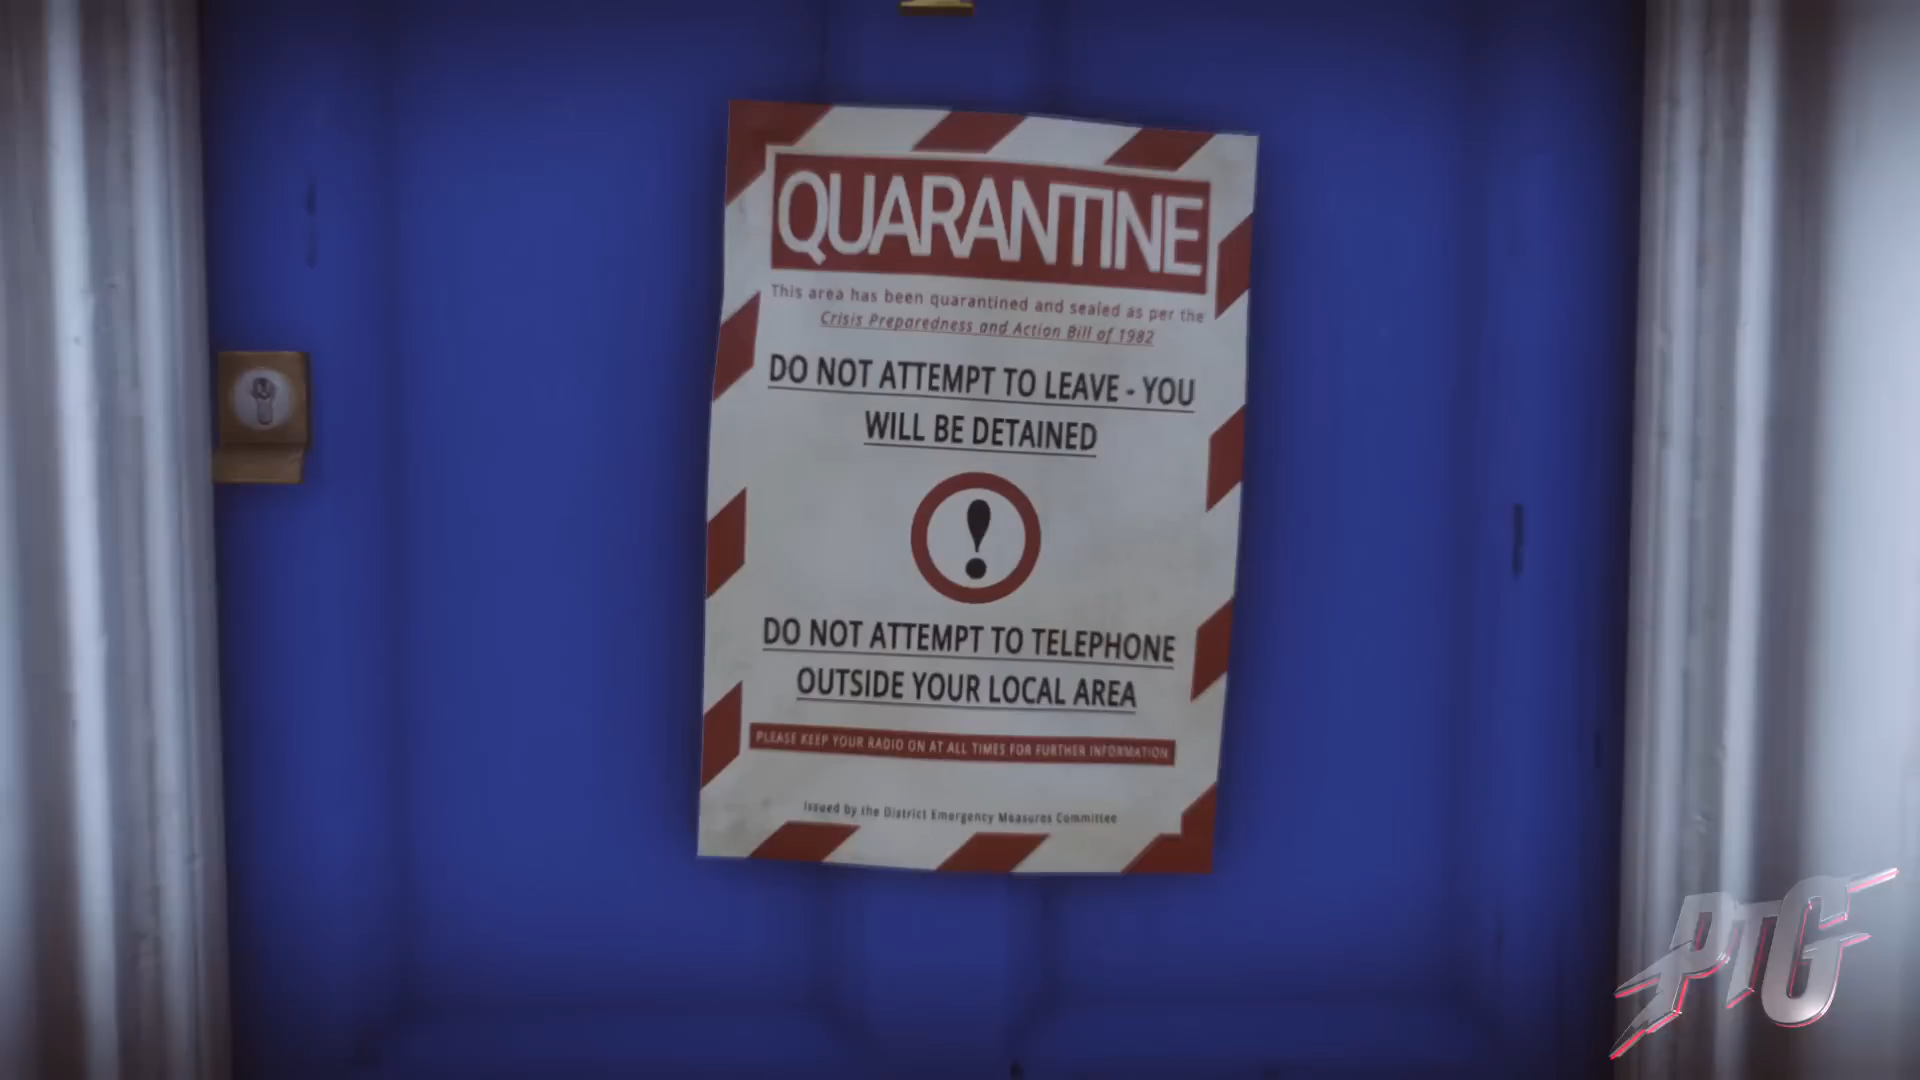 QUARANTINE
This area has been quarantined and sealed as per the
Crisis Preparedness and Action Bill of 1982
DO NOT ATTEMPT TO LEAVE - YOU
WILL BE DETAINED
!
DO NOT ATTEMPT TO TELEPHONE
OUTSIDE YOUR LOCAL AREA
PLEASE KEEP YOUR RADIO ON AT ALL TIMES FOR FURTHER INFORMATION
Issued by the District Emergency Measures Committee
PTG